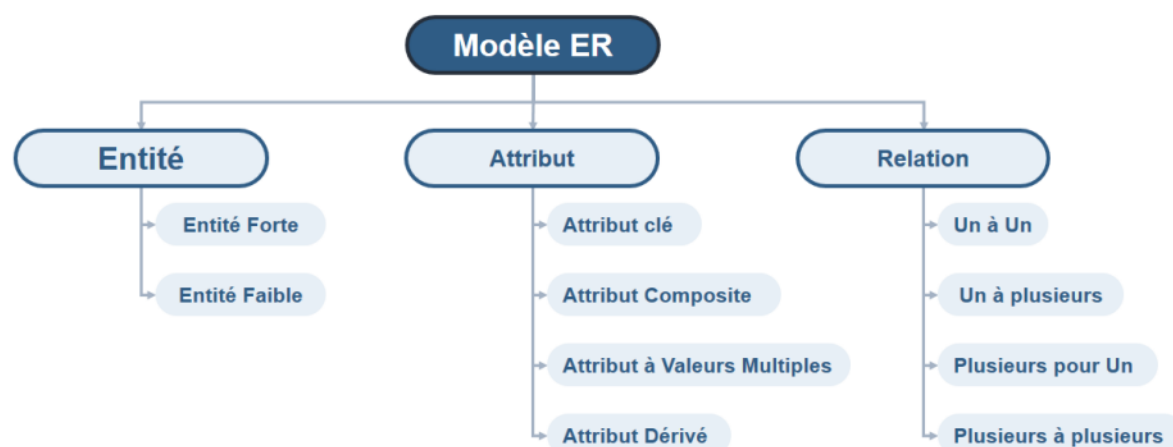 Modèle ER
Entité
Attribut
Relation
Entité Forte
Entité Faible
Attribut clé
Attribut Composite
Attribut à Valeurs Multiples
Attribut Dérivé
Un à Un
Un à plusieurs
Plusieurs pour Un
Plusieurs à plusieurs